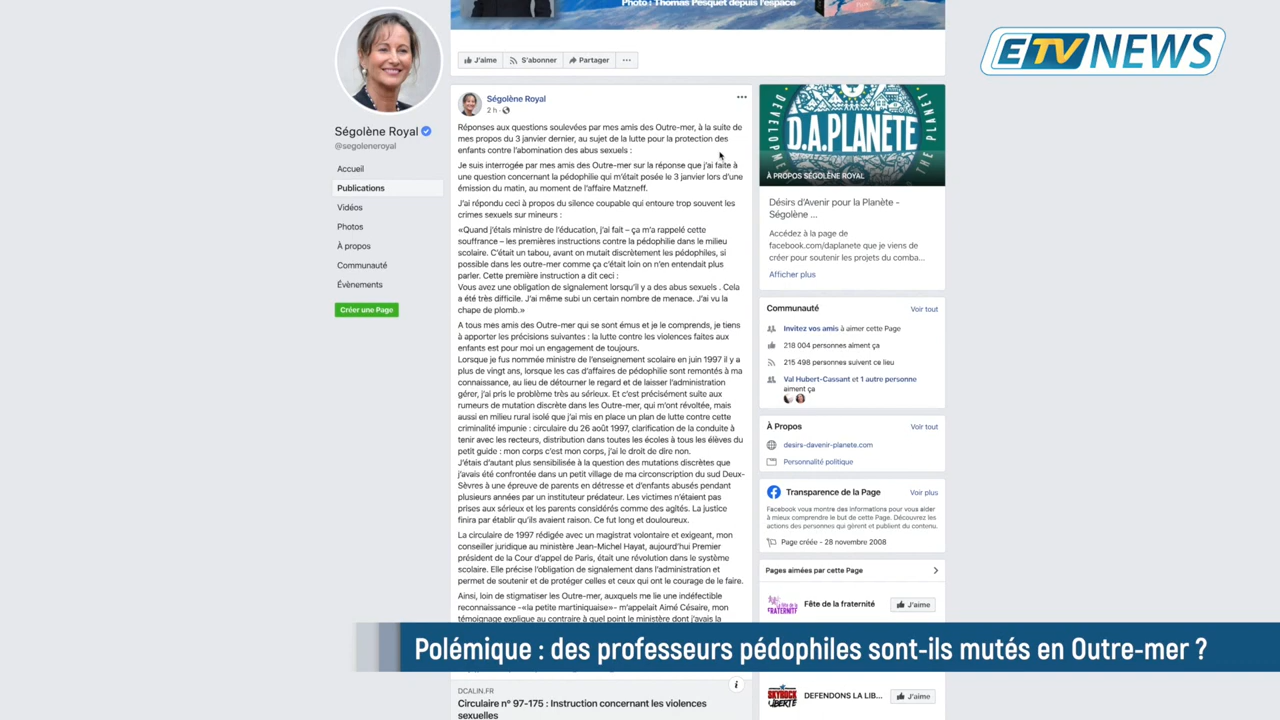 Photo : Thomas Pesquet depuis l'espace
ETV NEWS
J'aime
S'abonner
Partager
Ségolène Royal
@segoleneroyal
Accueil
Publications
Vidéos
Photos
À propos
Communauté
Évènements
Créer une Page
Ségolène Royal
2 h
Réponses aux questions soulevées par mes amis des Outre-mer, à la suite de
mes propos du 3 janvier dernier, au sujet de la lutte pour la protection des
enfants contre l'abomination des abus sexuels :
Je suis interrogée par mes amis des Outre-mer sur la réponse que j'ai faite à
une question concernant la pédophilie qui m'était posée le 3 janvier lors d'une
émission du matin, au moment de l'affaire Matzneff.
J'ai répondu ceci à propos du silence coupable qui entoure trop souvent les
crimes sexuels sur mineurs :
«Quand j'étais ministre de l'éducation, j'ai fait – ça m'a rappelé cette
souffrance – les premières instructions contre la pédophilie dans le milieu
scolaire. C'était un tabou, avant on mutait discrètement les pédophiles, si
possible dans les outre-mer comme ça c'était loin on n'en entendait plus
parler. Cette première instruction a dit ceci :
Vous avez une obligation de signalement lorsqu'il y a des abus sexuels . Cela
a été très difficile. J'ai même subi un certain nombre de menace. J'ai vu la
chape de plomb.»
A tous mes amis des Outre-mer qui se sont émus et je le comprends, je tiens
à apporter les précisions suivantes : la lutte contre les violences faites aux
enfants est pour moi un engagement de toujours.
Lorsque je fus nommée ministre de l'enseignement scolaire en juin 1997 il y a
plus de vingt ans, lorsque les cas d'affaires de pédophilie sont remontés à ma
connaissance, au lieu de détourner le regard et de laisser l'administration
gérer, j'ai pris le problème très au sérieux. Et c'est précisément suite aux
rumeurs de mutation discrète dans les Outre-mer, qui m'ont révoltée, mais
aussi en milieu rural isolé que j'ai mis en place un plan de lutte contre cette
criminalité impunie : circulaire du 26 août 1997, clarification de la conduite à
tenir avec les recteurs, distribution dans toutes les écoles à tous les élèves du
petit guide : mon corps c'est mon corps, j'ai le droit de dire non.
J'étais d'autant plus sensibilisée à la question des mutations discrètes que
j'avais été confrontée dans un petit village de ma circonscription du sud Deux-
Sèvres à une épreuve de parents en détresse et d'enfants abusés pendant
plusieurs années par un instituteur prédateur. Les victimes n'étaient pas
prises aux sérieux et les parents considérés comme des agités. La justice
finira par établir qu'ils avaient raison. Ce fut long et douloureux.
La circulaire de 1997 rédigée avec un magistrat volontaire et exigeant, mon
conseiller juridique au ministère Jean-Michel Hayat, aujourd'hui Premier
président de la Cour d'appel de Paris, était une révolution dans le système
scolaire. Elle précise l'obligation de signalement dans l'administration et
permet de soutenir et de protéger celles et ceux qui ont le courage de le faire.
Ainsi, loin de stigmatiser les Outre-mer, auxquels me lie une indéfectible
reconnaissance -«la petite martiniquaise»- m'appelait Aimé Césaire, mon
témoignage explique au contraire à quel point le ministère dont j'avais la
DCALIN.FR
Circulaire n° 97-175 : Instruction concernant les violences
sexuelles
DÉVELOPMENT
THE PLANET
D.A.PLANÈTE
À PROPOS SÉGOLÈNE ROYAL
Désirs d'Avenir pour la Planète -
Ségolène ...
Accédez à la page de
facebook.com/daplanete que je viens de
créer pour soutenir les projets du comba...
Afficher plus
Communauté
Voir tout
Invitez vos amis à aimer cette Page
218 004 personnes aiment ça
215 498 personnes suivent ce lieu
Val Hubert-Cassant et 1 autre personne
aiment ça
À Propos
Voir tout
desirs-davenir-planete.com
Personnalité politique
Transparence de la Page
Voir plus
Facebook vous montre des informations pour vous aider
à mieux comprendre le but de cette Page. Découvrez les
actions des personnes qui gèrent et publient du contenu.
Page créée - 28 novembre 2008
Pages aimées par cette Page
FRATERNITÉ
Fête de la fraternité
J'aime
SKYROCK
LIBERTE
DEFENDONS LA LIB...
J'aime
Polémique : des professeurs pédophiles sont-ils mutés en Outre-mer ?